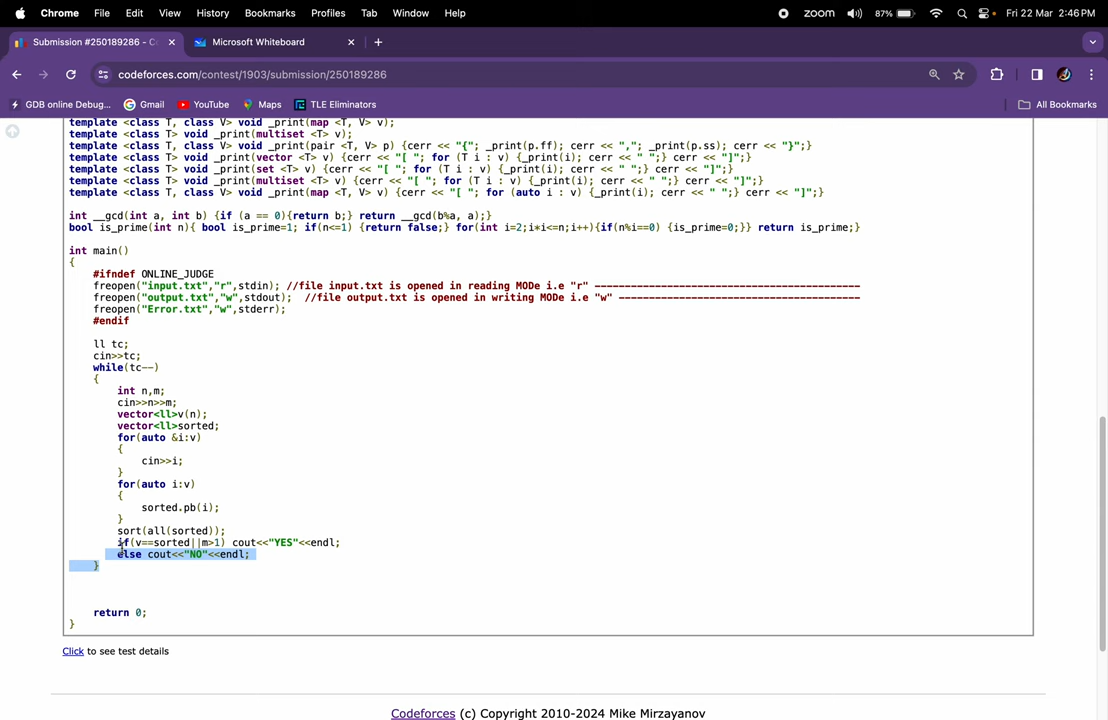 Chrome File Edit View History Bookmarks Profiles Tab Window Help zoom 87% Fri 22 Mar 2:46 PM
Submission #250189286 - Co Microsoft Whiteboard
codeforces.com/contest/1903/submission/250189286
GDB online Debug... Gmail YouTube Maps TLE Eliminators All Bookmarks
template <class T, class V> void _print(map <T, V> v);
template <class T> void _print(multiset <T> v);
template <class T, class V> void _print(pair <T, V> p) {cerr << "{"; _print(p.ff); cerr << ","; _print(p.ss); cerr << "}";}
template <class T> void _print(vector <T> v) {cerr << "[ "; for (T i : v) {_print(i); cerr << " ";} cerr << "]";}
template <class T> void _print(set <T> v) {cerr << "[ "; for (T i : v) {_print(i); cerr << " ";} cerr << "]";}
template <class T> void _print(multiset <T> v) {cerr << "[ "; for (T i : v) {_print(i); cerr << " ";} cerr << "]";}
template <class T, class V> void _print(map <T, V> v) {cerr << "[ "; for (auto i : v) {_print(i); cerr << " ";} cerr << "]";}
int __gcd(int a, int b) {if (a == 0){return b;} return __gcd(b%a, a);}
bool is_prime(int n){ bool is_prime=1; if(n<=1) {return false;} for(int i=2;i*i<=n;i++){if(n%i==0) {is_prime=0;}} return is_prime;}
int main()
{
#ifndef ONLINE_JUDGE
freopen("input.txt","r",stdin); //file input.txt is opened in reading MODe i.e "r" --------------------------------------------
freopen("output.txt","w",stdout); //file output.txt is opened in writing MODe i.e "w" ----------------------------------------
freopen("Error.txt","w",stderr);
#endif
ll tc;
cin>>tc;
while(tc--)
{
int n,m;
cin>>n>>m;
vector<ll>v(n);
vector<ll>sorted;
for(auto &i:v)
{
cin>>i;
}
for(auto i:v)
{
sorted.pb(i);
}
sort(all(sorted));
if(v==sorted||m>1) cout<<"YES"<<endl;
else cout<<"NO"<<endl;
}
return 0;
}
Click to see test details
Codeforces (c) Copyright 2010-2024 Mike Mirzayanov